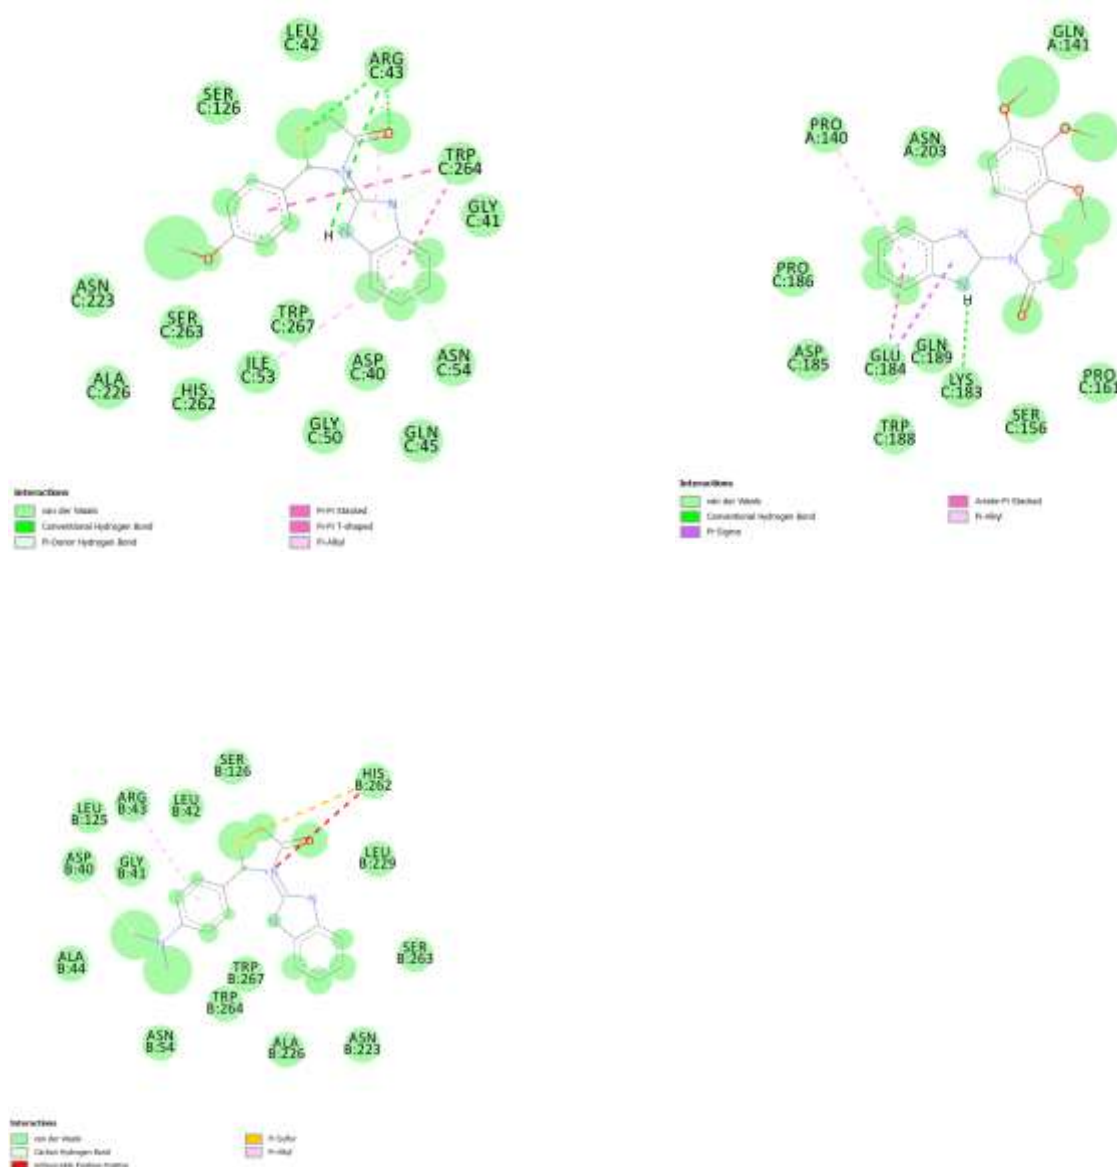 LEU
C:42
ARG
C:43
SER
C:126
TRP
C:264
GLY
C:41
ASN
C:223
SER
C:263
TRP
C:267
ILE
C:53
ASP
C:40
ASN
C:54
ALA
C:226
HIS
C:262
GLY
C:50
GLN
C:45
H
Interactions
van der Waals
Conventional Hydrogen Bond
Pi-Donor Hydrogen Bond
Pi-Pi Stacked
Pi-Pi T-shaped
Pi-Alkyl
GLN
A:141
PRO
A:140
ASN
A:203
PRO
C:186
ASP
C:185
GLU
C:184
GLN
C:189
LYS
C:183
PRO
C:161
SER
C:156
TRP
C:188
H
Interactions
van der Waals
Conventional Hydrogen Bond
Pi-Sigma
Amide-Pi Stacked
Pi-Alkyl
SER
B:126
HIS
B:262
ARG
B:43
LEU
B:42
LEU
B:125
ASP
B:40
GLY
B:41
LEU
B:229
ALA
B:44
SER
B:263
TRP
B:267
TRP
B:264
ASN
B:54
ALA
B:226
ASN
B:223
Interactions
van der Waals
Carbon Hydrogen Bond
Pi-Sulfur
Pi-Alkyl